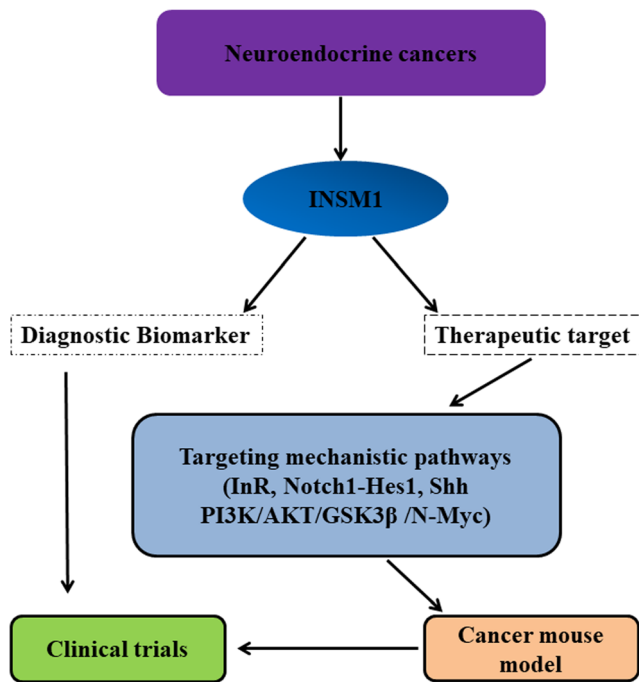 Neuroendocrine cancers
INSM1
Diagnostic Biomarker
Therapeutic target
Targeting mechanistic pathways
(InR, Notch1-Hes1, Shh
PI3K/AKT/GSK3β /N-Myc)
Clinical trials
Cancer mouse
model